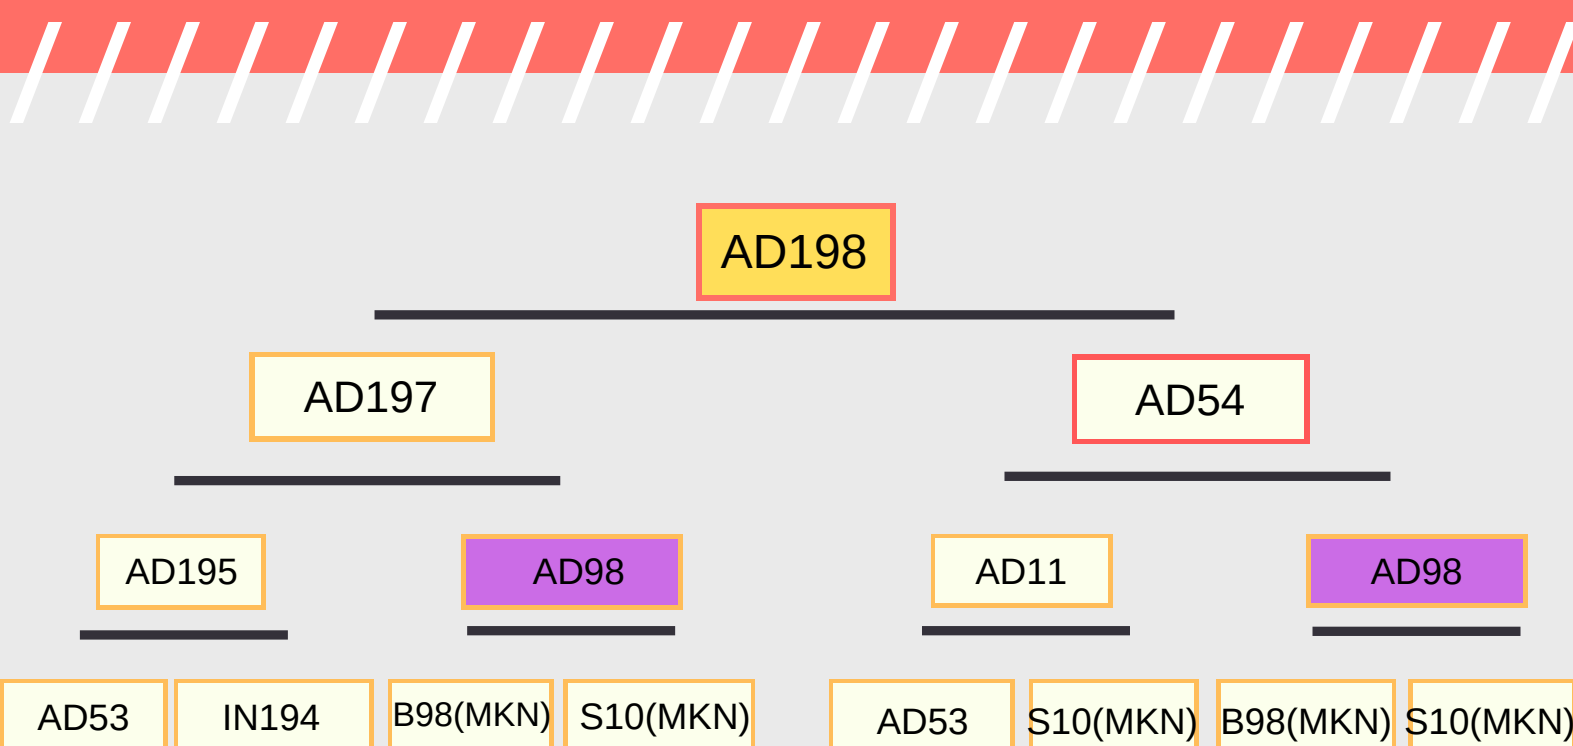 AD198
AD197
AD54
AD195
AD98
AD11
AD98
AD53
IN194
B98(MKN)
S10(MKN)
AD53
S10(MKN)
B98(MKN)
S10(MKN)